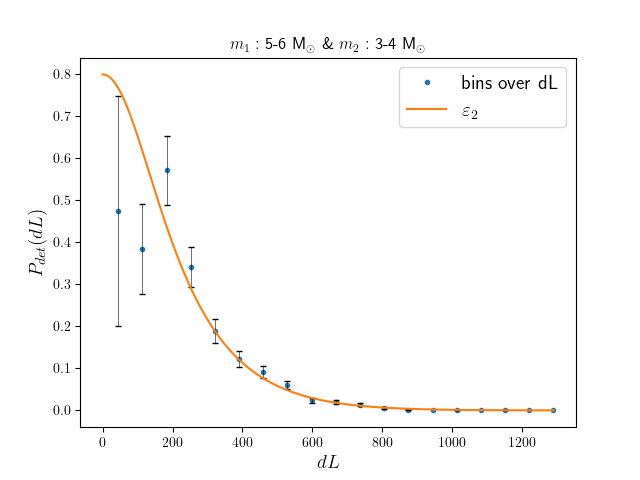 m₁ : 5-6 M⊙ & m₂ : 3-4 M⊙
bins over dL
ε₂
P_det(dL)
0.8
0.7
0.6
0.5
0.4
0.3
0.2
0.1
0.0
0 200 400 600 800 1000 1200
dL